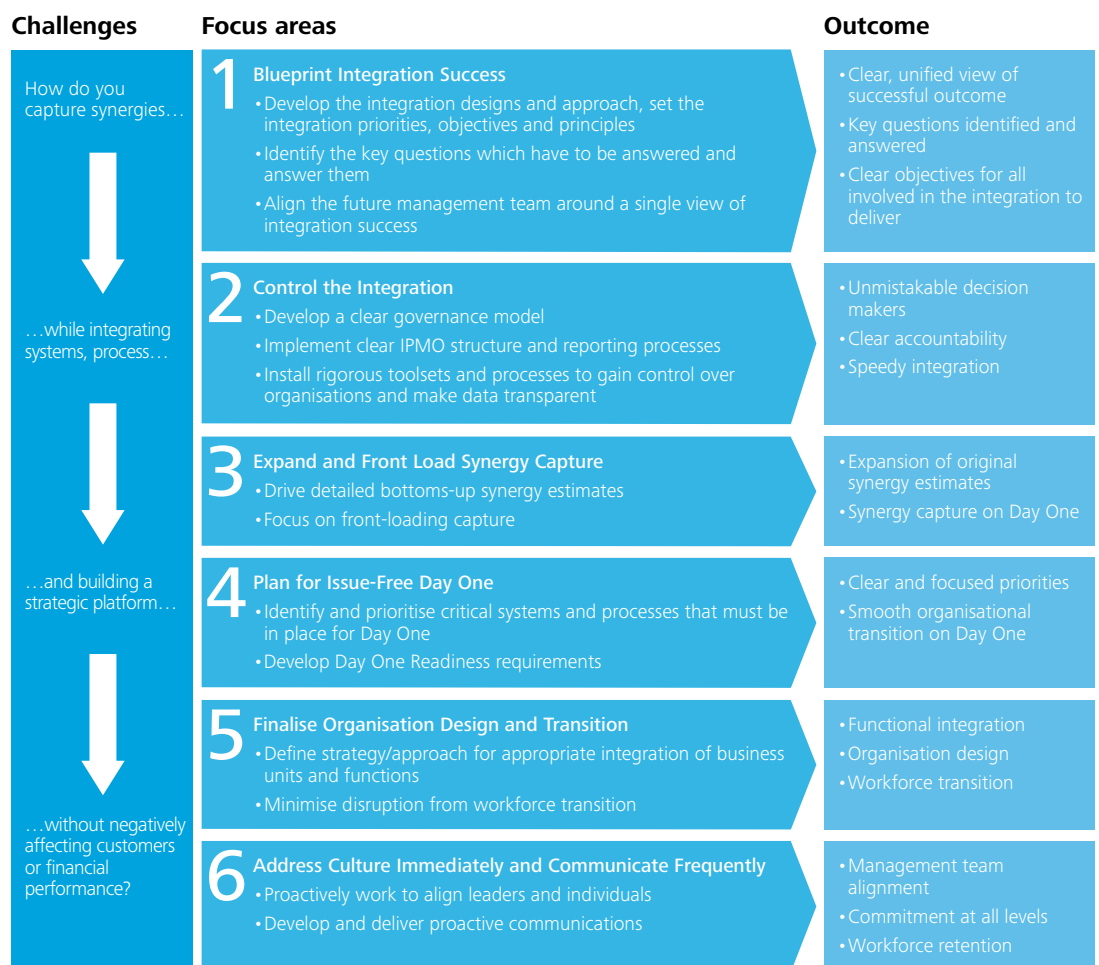 Challenges
Focus areas
Outcome
How do you
capture synergies…
…while integrating
systems, process…
…and building a
strategic platform…
…without negatively
affecting customers
or financial
performance?
1
Blueprint Integration Success
•Develop the integration designs and approach, set the
integration priorities, objectives and principles
•Identify the key questions which have to be answered and
answer them
•Align the future management team around a single view of
integration success
•Clear, unified view of
successful outcome
•Key questions identified and
answered
•Clear objectives for all
involved in the integration to
deliver
2
Control the Integration
•Develop a clear governance model
•Implement clear IPMO structure and reporting processes
•Install rigorous toolsets and processes to gain control over
organisations and make data transparent
•Unmistakable decision
makers
•Clear accountability
•Speedy integration
3
Expand and Front Load Synergy Capture
•Drive detailed bottoms-up synergy estimates
•Focus on front-loading capture
•Expansion of original
synergy estimates
•Synergy capture on Day One
4
Plan for Issue-Free Day One
•Identify and prioritise critical systems and processes that must be
in place for Day One
•Develop Day One Readiness requirements
•Clear and focused priorities
•Smooth organisational
transition on Day One
5
Finalise Organisation Design and Transition
•Define strategy/approach for appropriate integration of business
units and functions
•Minimise disruption from workforce transition
•Functional integration
•Organisation design
•Workforce transition
6
Address Culture Immediately and Communicate Frequently
•Proactively work to align leaders and individuals
•Develop and deliver proactive communications
•Management team
alignment
•Commitment at all levels
•Workforce retention